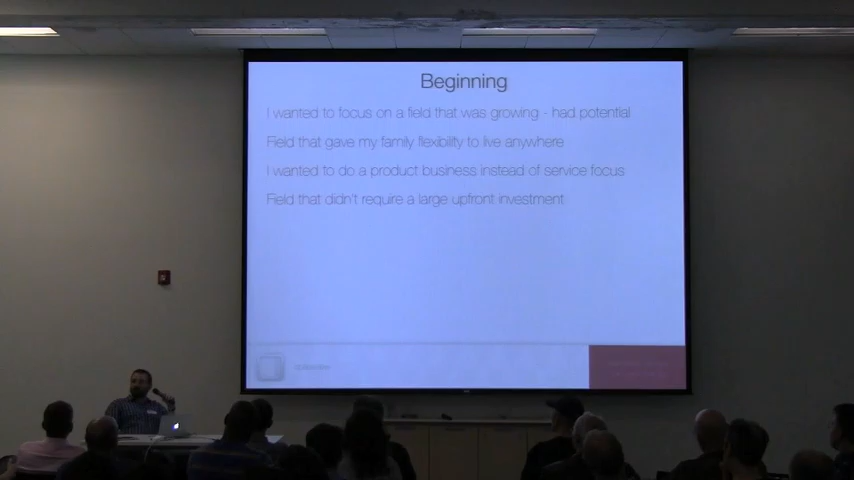 Beginning
I wanted to focus on a field that was growing - had potential
Field that gave my family flexibility to live anywhere
I wanted to do a product business instead of service focus
Field that didn't require a large upfront investment